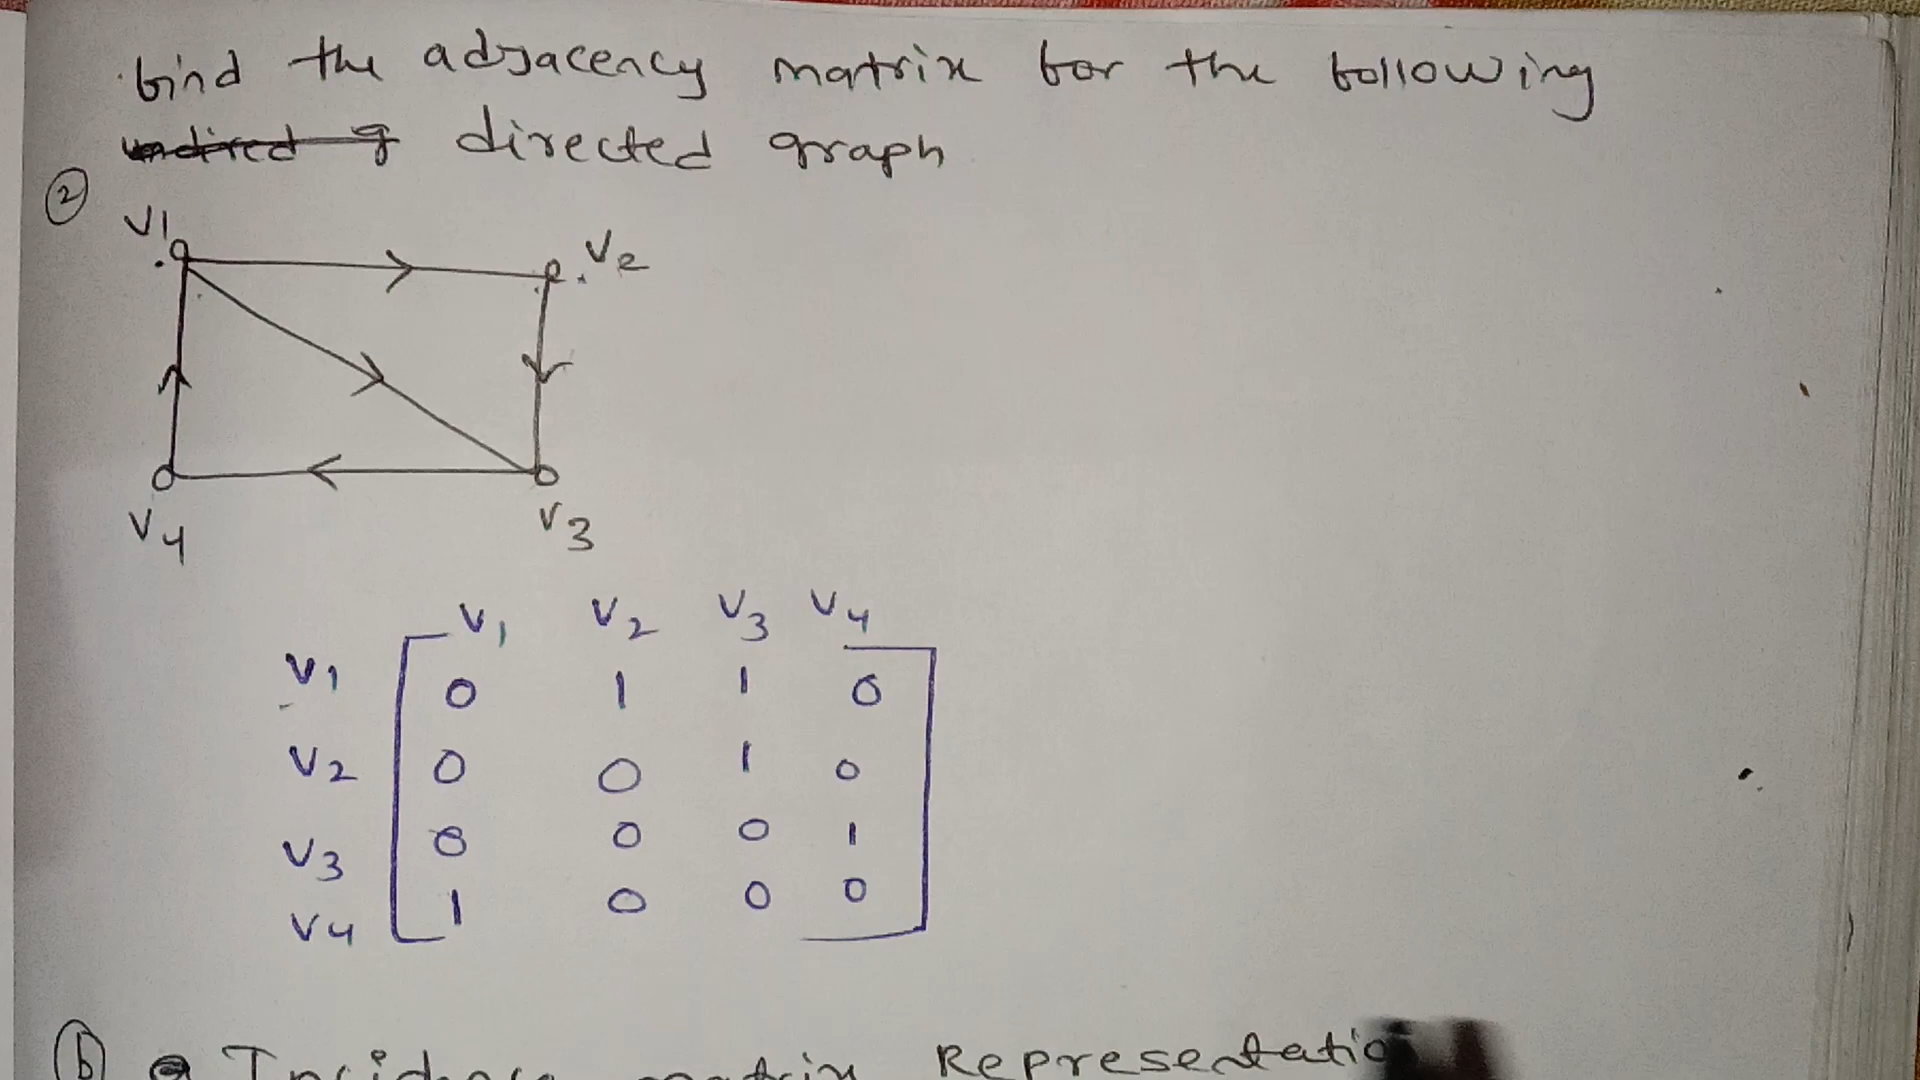 find the adjacency matrix for the following
directed graph
②
V1
V2
V4
V3
V1 V2 V3 V4
V1 0 1 1 0
V2 0 0 1 0
V3 0 0 0 1
V4 1 0 0 0
ⓑ Incidence matrix Representatio